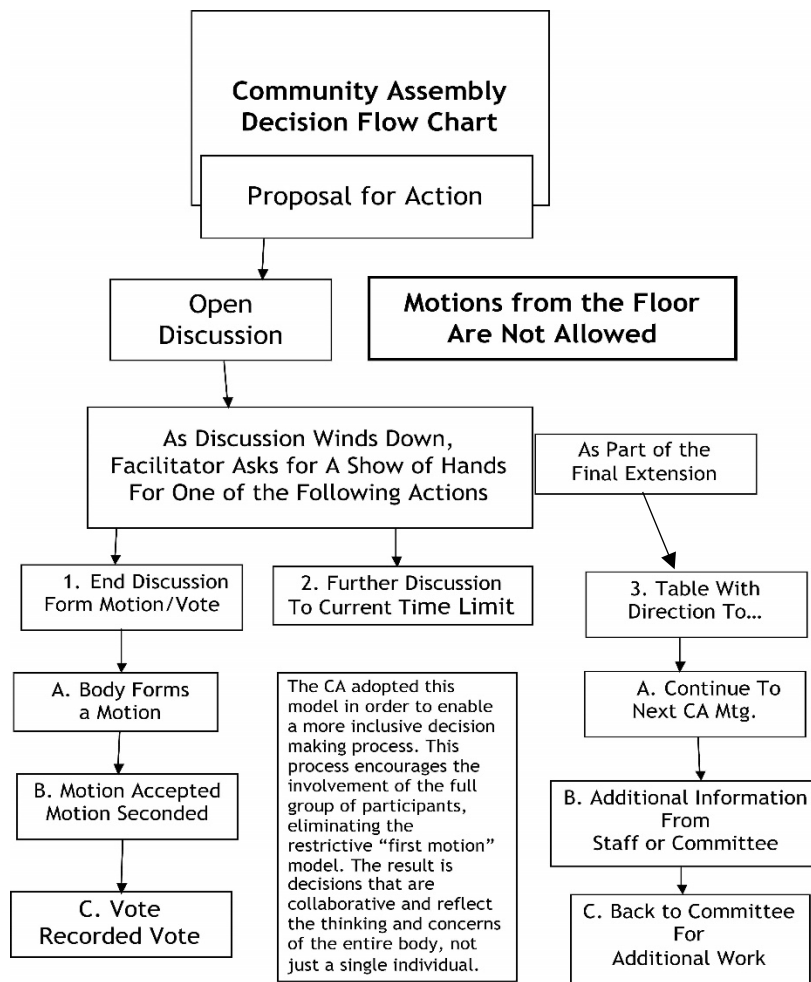 Community Assembly
Decision Flow Chart
Proposal for Action
Open
Discussion
Motions from the Floor
Are Not Allowed
As Discussion Winds Down,
Facilitator Asks for A Show of Hands
For One of the Following Actions
As Part of the
Final Extension
1. End Discussion
Form Motion/Vote
2. Further Discussion
To Current Time Limit
3. Table With
Direction To…
A. Body Forms
a Motion
B. Motion Accepted
Motion Seconded
C. Vote
Recorded Vote
The CA adopted this
model in order to enable
a more inclusive decision
making process. This
process encourages the
involvement of the full
group of participants,
eliminating the
restrictive “first motion”
model. The result is
decisions that are
collaborative and reflect
the thinking and concerns
of the entire body, not
just a single individual.
A. Continue To
Next CA Mtg.
B. Additional Information
From
Staff or Committee
C. Back to Committee
For
Additional Work